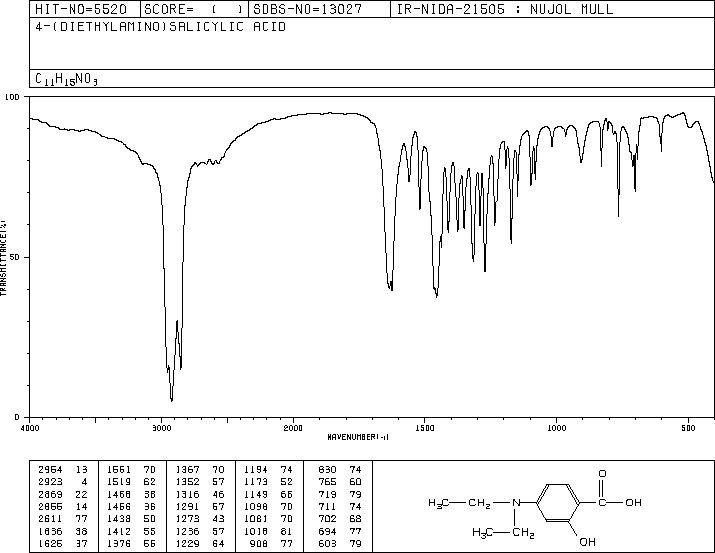 HIT-NO=5520 SCORE= ( ) SDBS-NO=13027 IR-NIDA-21505 : NUJOL MULL
4-(DIETHYLAMINO)SALICYLIC ACID
C11H15NO3
100
50
0
TRANSMITTANCE(%)
4000 3000 2000 1500 1000 500
WAVENUMBER(-1)
2954 13 1561 70 1367 70 1194 74 830 74
2923 4 1519 62 1352 57 1173 52 765 60
2869 22 1468 38 1316 46 1149 66 719 79
2855 14 1456 36 1291 57 1098 70 711 74
2611 77 1438 50 1273 43 1081 70 702 68
1636 38 1412 55 1236 57 1018 81 694 77
1625 37 1376 55 1229 64 908 77 603 79
O
H3C CH2 N C OH
H3C CH2
OH